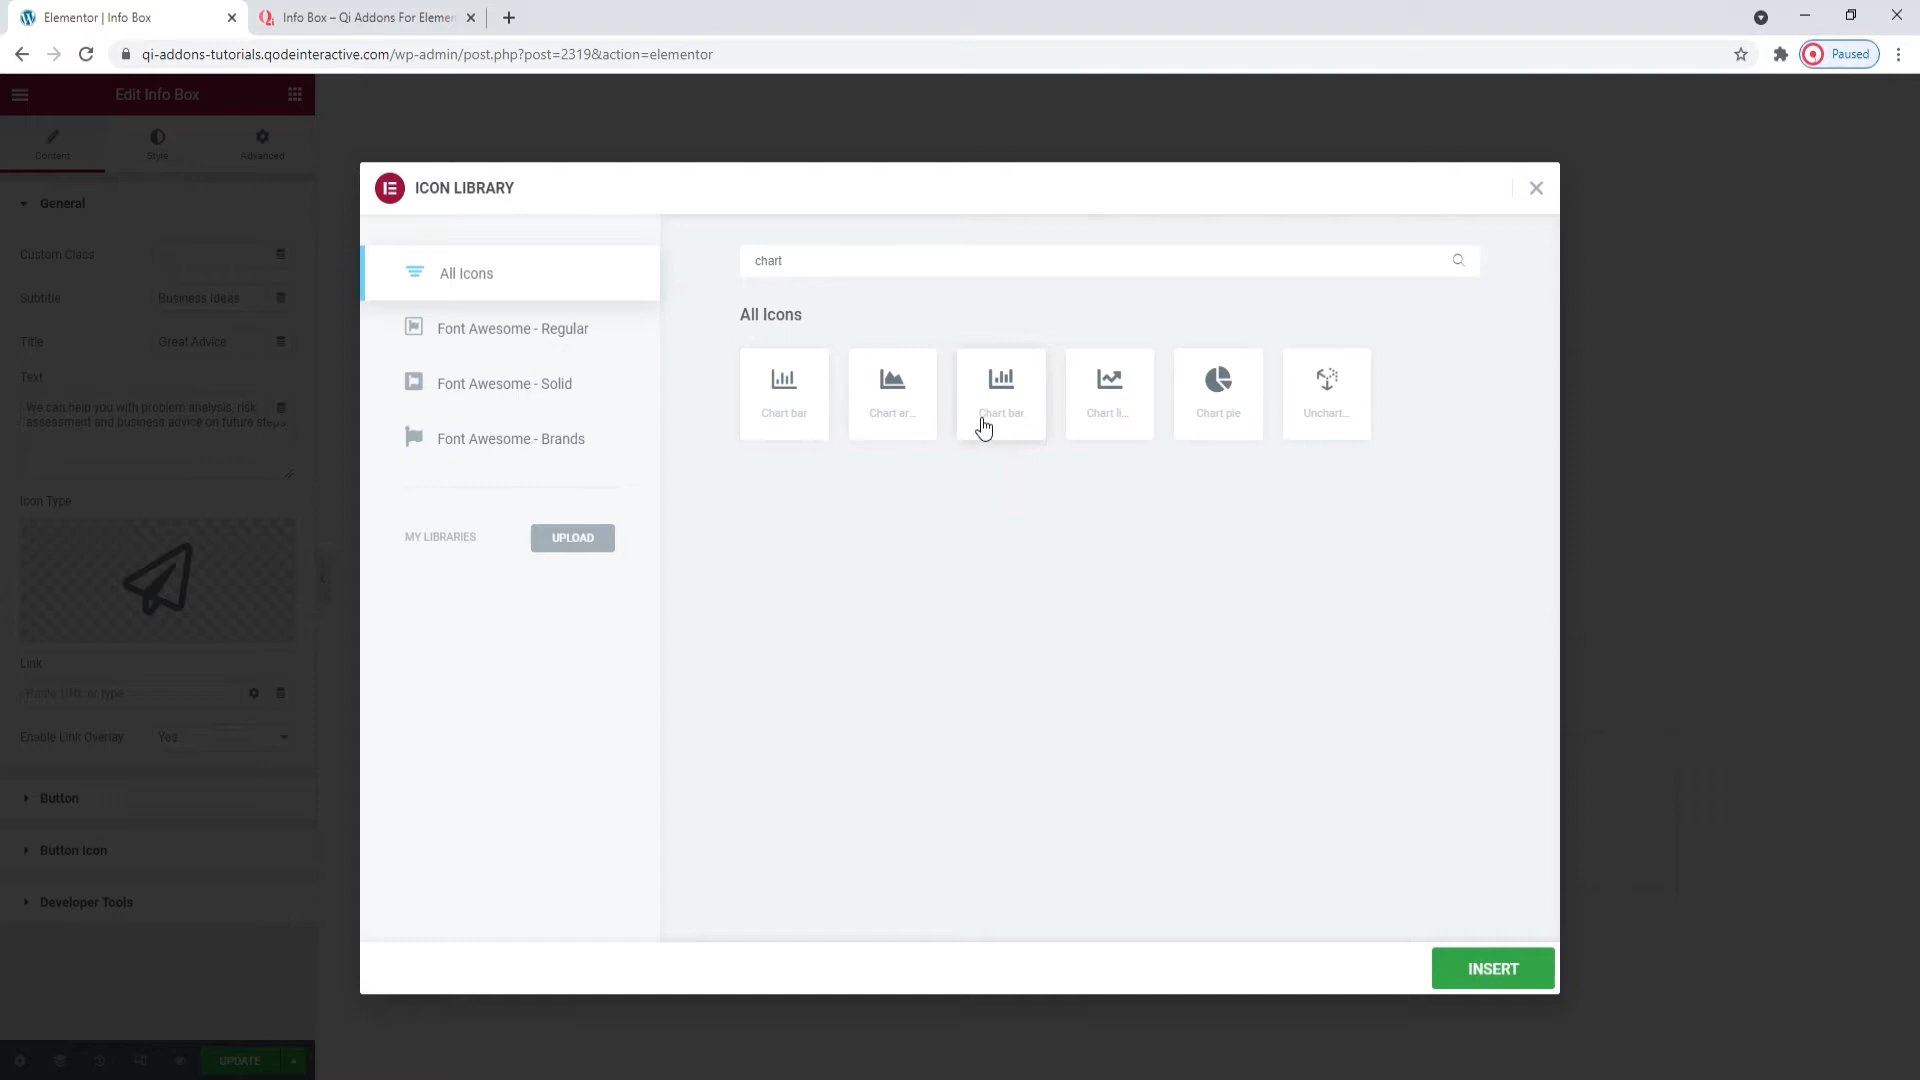 Elementor | Info Box
Info Box – Qi Addons For Elemen
qi-addons-tutorials.qodeinteractive.com/wp-admin/post.php?post=2319&action=elementor
Paused
Edit Info Box
Content
Style
Advanced
General
Custom Class
Subtitle
Business Ideas
Title
Great Advice
Text
We can help you with problem analysis, risk
assessment and business advice on future steps.
Icon Type
Link
Paste URL or type
Enable Link Overlay
Yes
Button
Button Icon
Developer Tools
UPDATE
ICON LIBRARY
All Icons
Font Awesome - Regular
Font Awesome - Solid
Font Awesome - Brands
MY LIBRARIES
UPLOAD
chart
All Icons
Chart bar
Chart ar...
Chart bar
Chart li...
Chart pie
Unchart...
INSERT